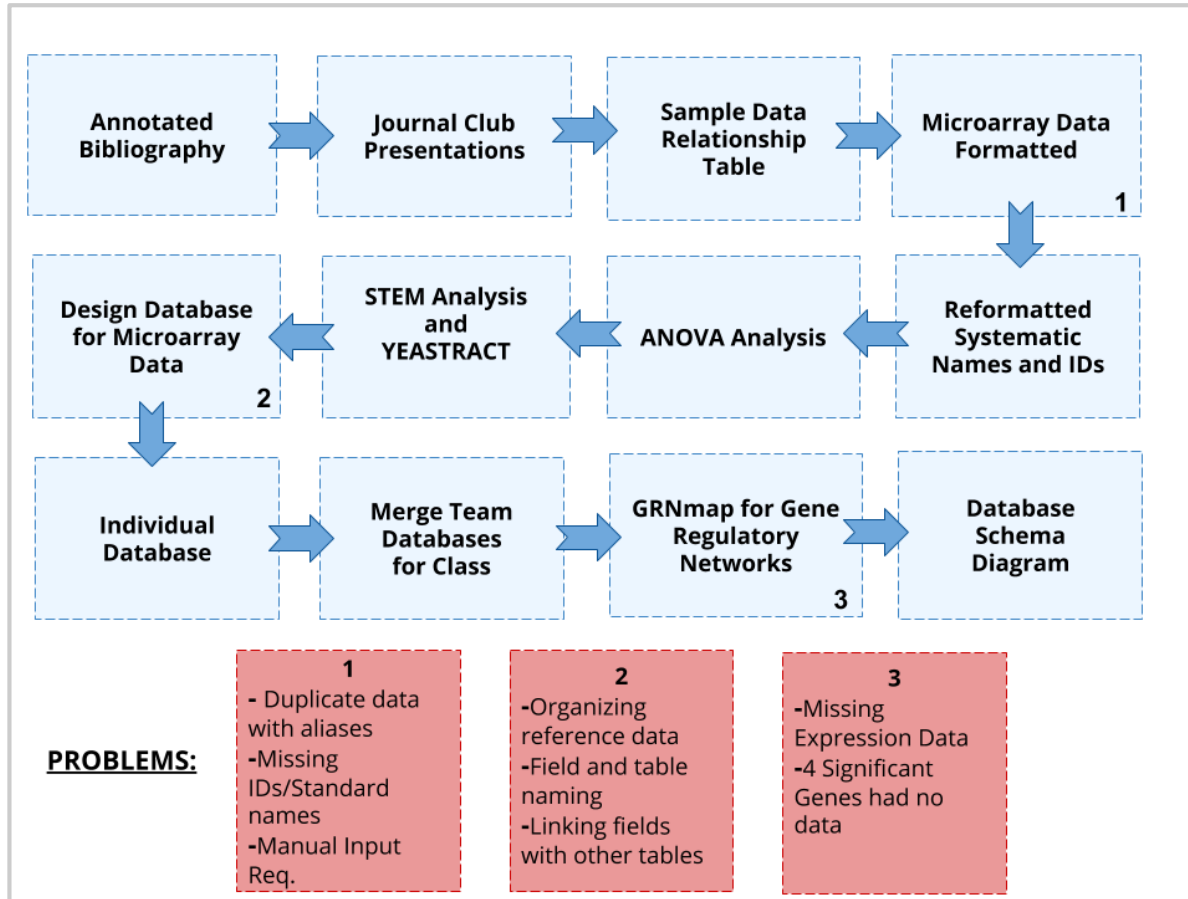 Annotated
Bibliography
Journal Club
Presentations
Sample Data
Relationship
Table
Microarray Data
Formatted
1
Reformatted
Systematic
Names and IDs
ANOVA Analysis
STEM Analysis
and
YEASTRACT
Design Database
for Microarray
Data
2
Individual
Database
Merge Team
Databases
for Class
GRNmap for Gene
Regulatory
Networks
3
Database
Schema
Diagram
PROBLEMS:
1
- Duplicate data
with aliases
-Missing
IDs/Standard
names
-Manual Input
Req.
2
-Organizing
reference data
-Field and table
naming
-Linking fields
with other tables
3
-Missing
Expression Data
-4 Significant
Genes had no
data